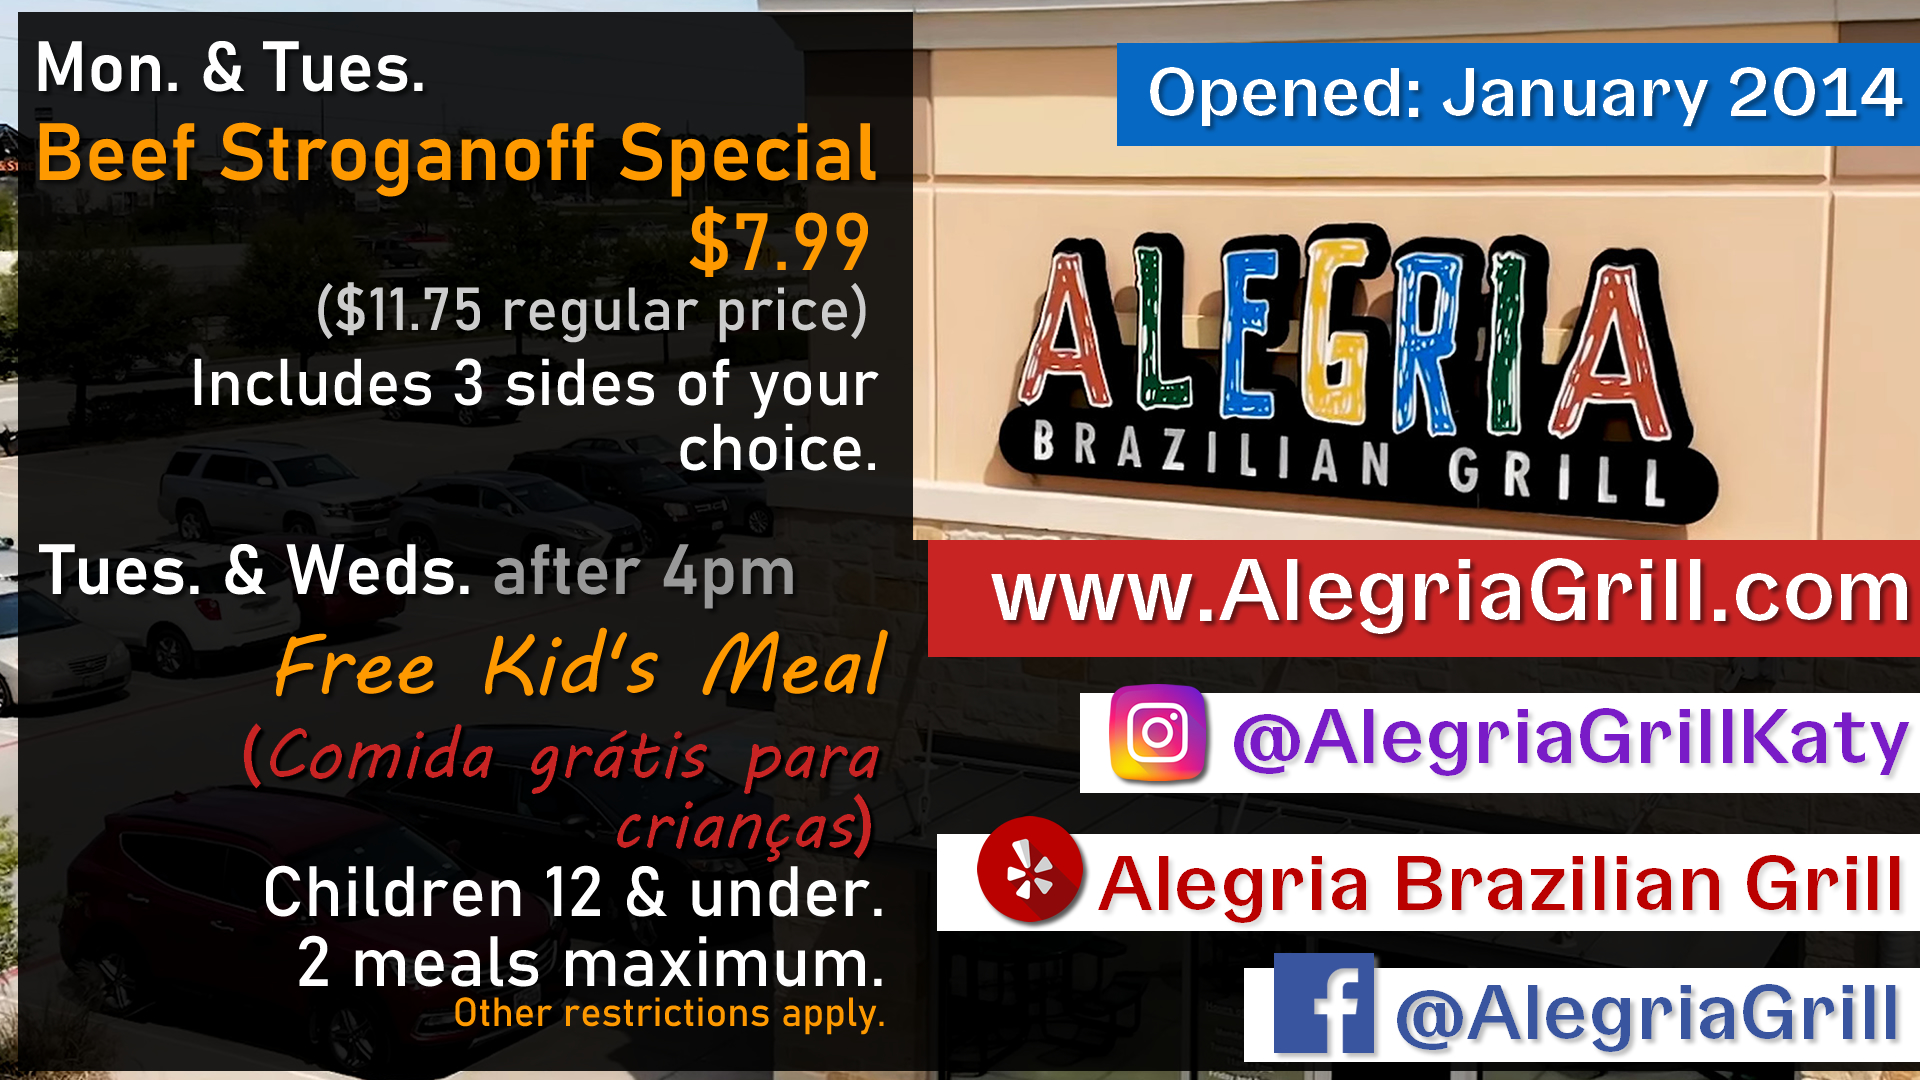 Mon. & Tues.
Beef Stroganoff Special
$7.99
($11.75 regular price)
Includes 3 sides of your
choice.
Tues. & Weds. after 4pm
Free Kid's Meal
(Comida grátis para
crianças)
Children 12 & under.
2 meals maximum.
Other restrictions apply.
Opened: January 2014
ALEGRIA
BRAZILIAN GRILL
www.AlegriaGrill.com
@AlegriaGrillKaty
Alegria Brazilian Grill
@AlegriaGrill